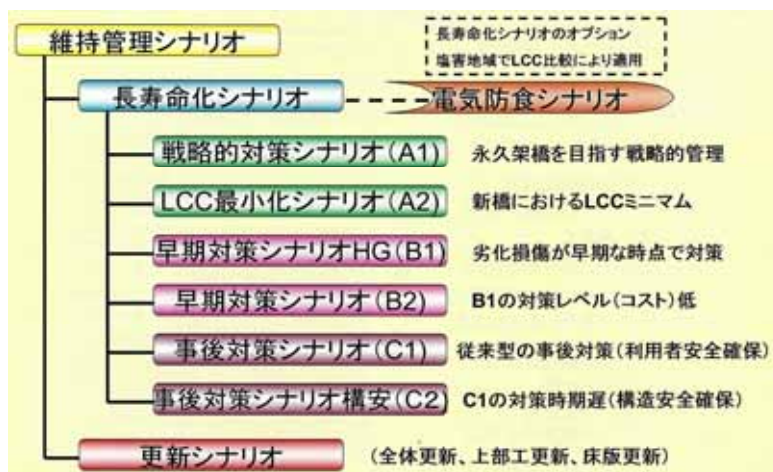 維持管理シナリオ
長寿命化シナリオのオプション
塩害地域でLCC比較により適用
長寿命化シナリオ
電気防食シナリオ
戦略的対策シナリオ(A1)
永久架橋を目指す戦略的管理
LCC最小化シナリオ(A2)
新橋におけるLCCミニマム
早期対策シナリオHG(B1)
劣化損傷が早期な時点で対策
早期対策シナリオ(B2)
B1の対策レベル(コスト)低
事後対策シナリオ(C1)
従来型の事後対策(利用者安全確保)
事後対策シナリオ構安(C2)
C1の対策時期遅(構造安全確保)
更新シナリオ
(全体更新、上部工更新、床版更新)